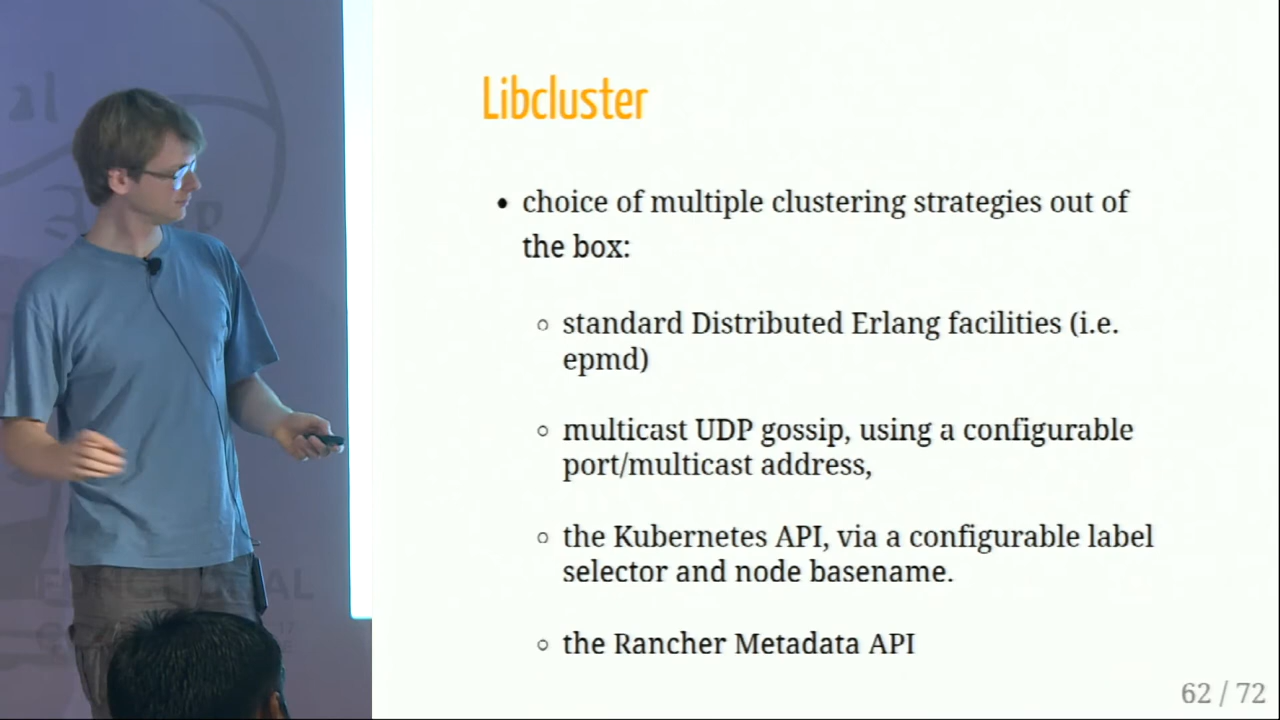 Libcluster
• choice of multiple clustering strategies out of
the box:
○ standard Distributed Erlang facilities (i.e.
epmd)
○ multicast UDP gossip, using a configurable
port/multicast address,
○ the Kubernetes API, via a configurable label
selector and node basename.
○ the Rancher Metadata API
62 / 72